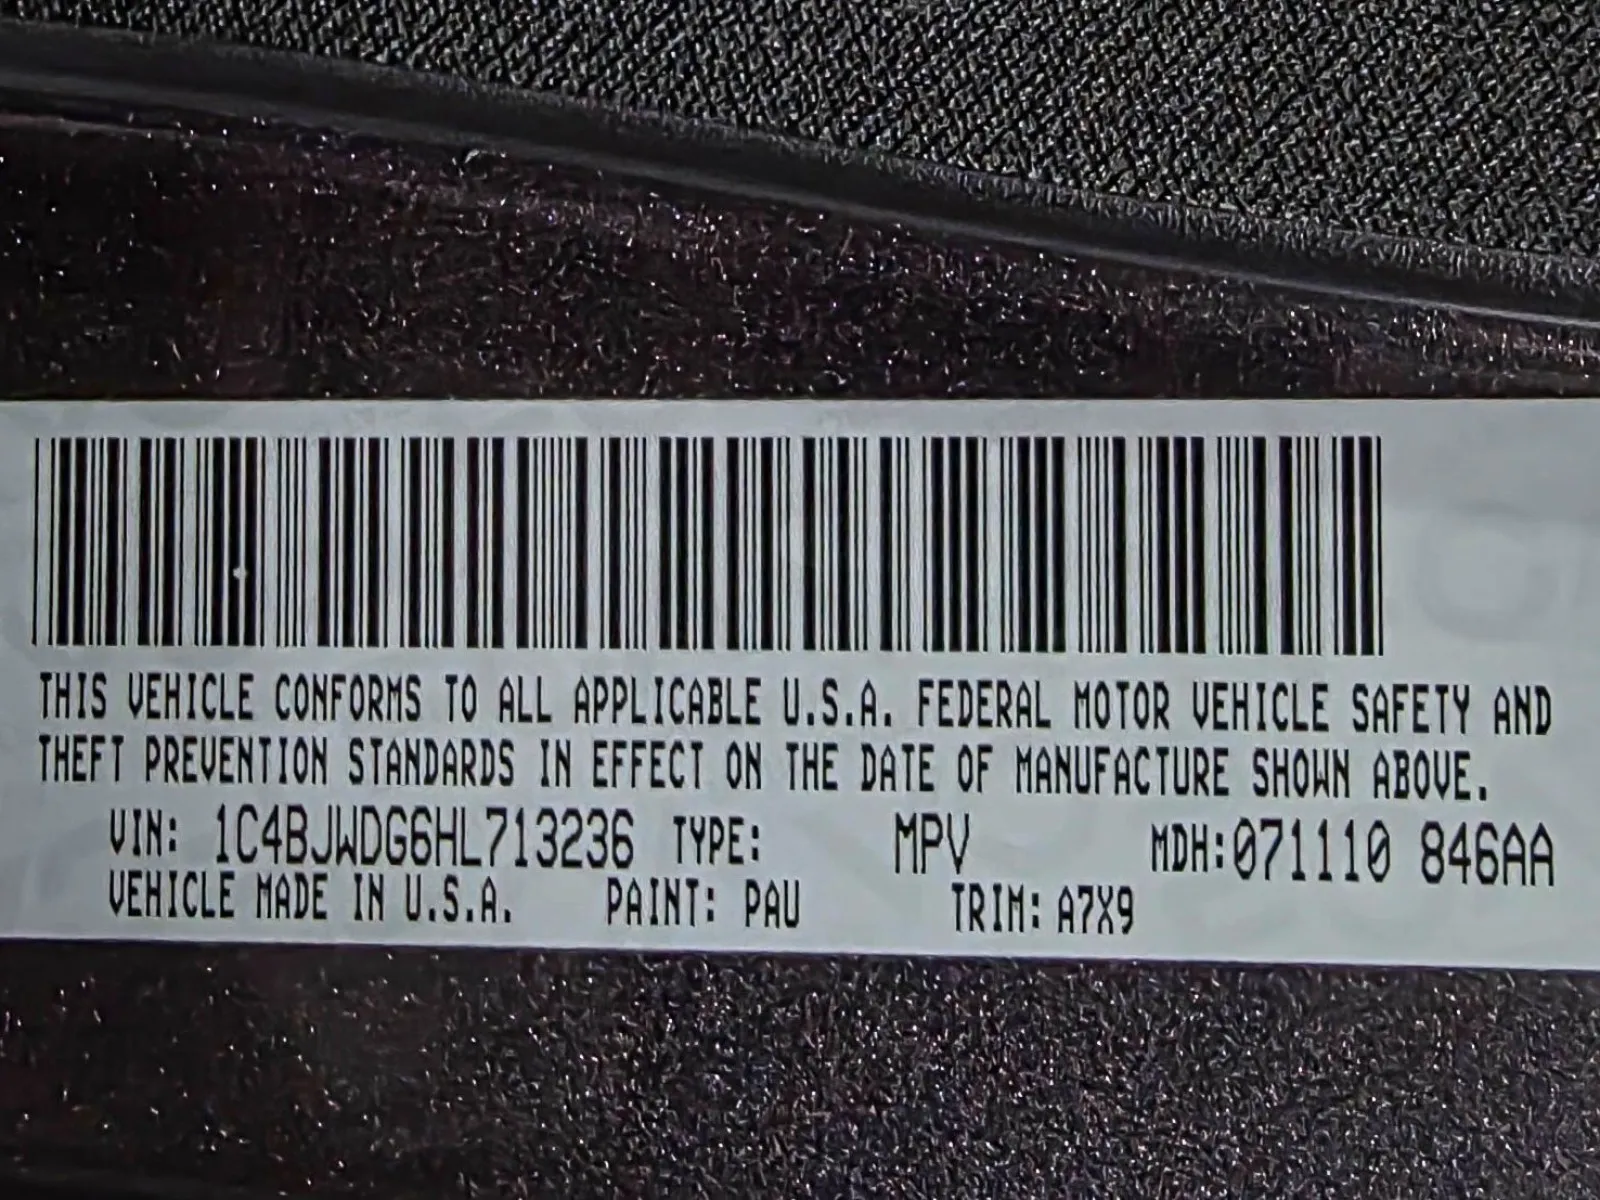 THIS VEHICLE CONFORMS TO ALL APPLICABLE U.S.A. FEDERAL MOTOR VEHICLE SAFETY AND
THEFT PREVENTION STANDARDS IN EFFECT ON THE DATE OF MANUFACTURE SHOWN ABOVE.
VIN: 1C4BJWDG6HL713236 TYPE: MPV MDH:071110 846AA
VEHICLE MADE IN U.S.A. PAINT: PAU TRIM: A7X9